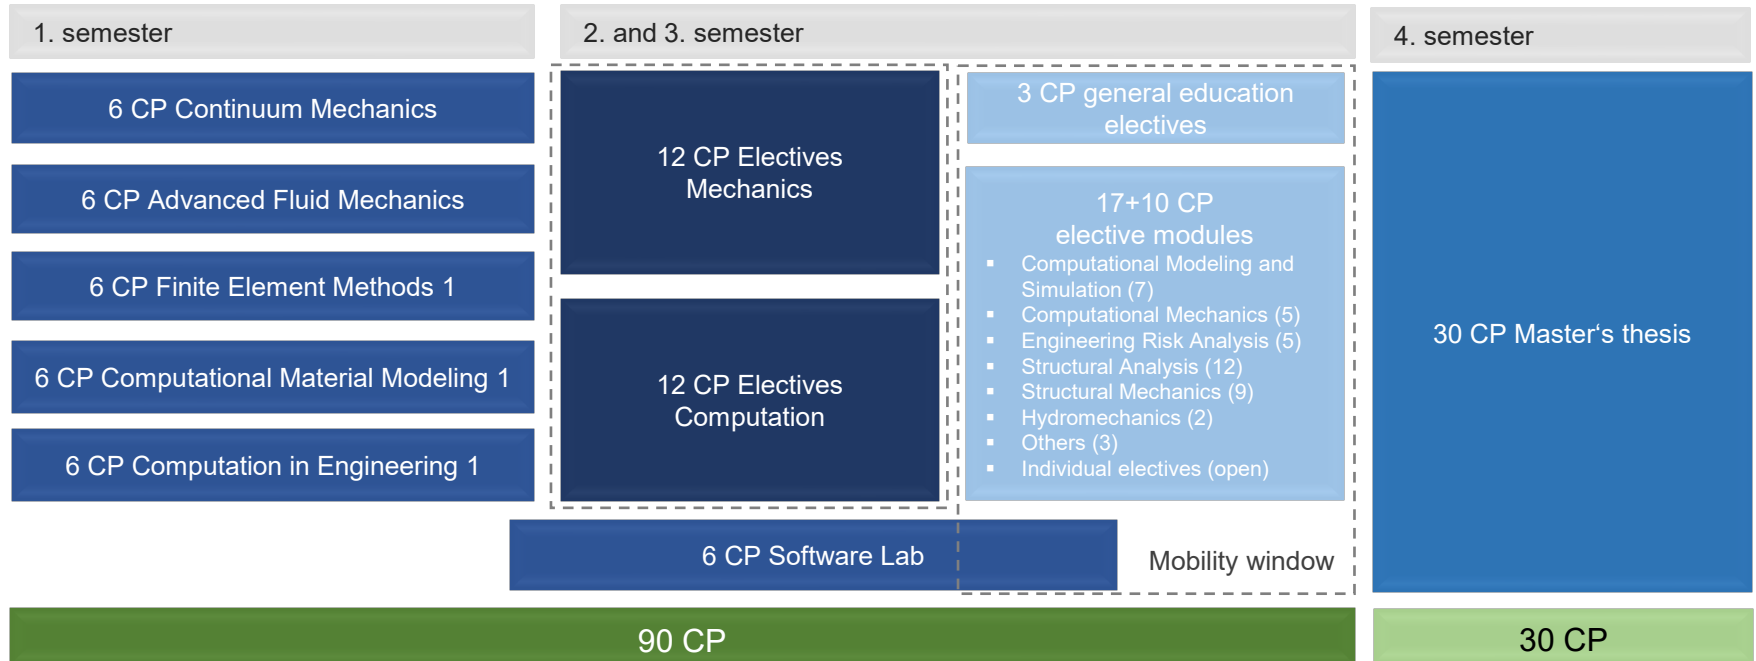 1. semester
2. and 3. semester
4. semester
6 CP Continuum Mechanics
6 CP Advanced Fluid Mechanics
6 CP Finite Element Methods 1
6 CP Computational Material Modeling 1
6 CP Computation in Engineering 1
12 CP Electives
Mechanics
12 CP Electives
Computation
3 CP general education
electives
17+10 CP
elective modules
▪ Computational Modeling and
Simulation (7)
▪ Computational Mechanics (5)
▪ Engineering Risk Analysis (5)
▪ Structural Analysis (12)
▪ Structural Mechanics (9)
▪ Hydromechanics (2)
▪ Others (3)
▪ Individual electives (open)
6 CP Software Lab
Mobility window
30 CP Master‘s thesis
90 CP
30 CP